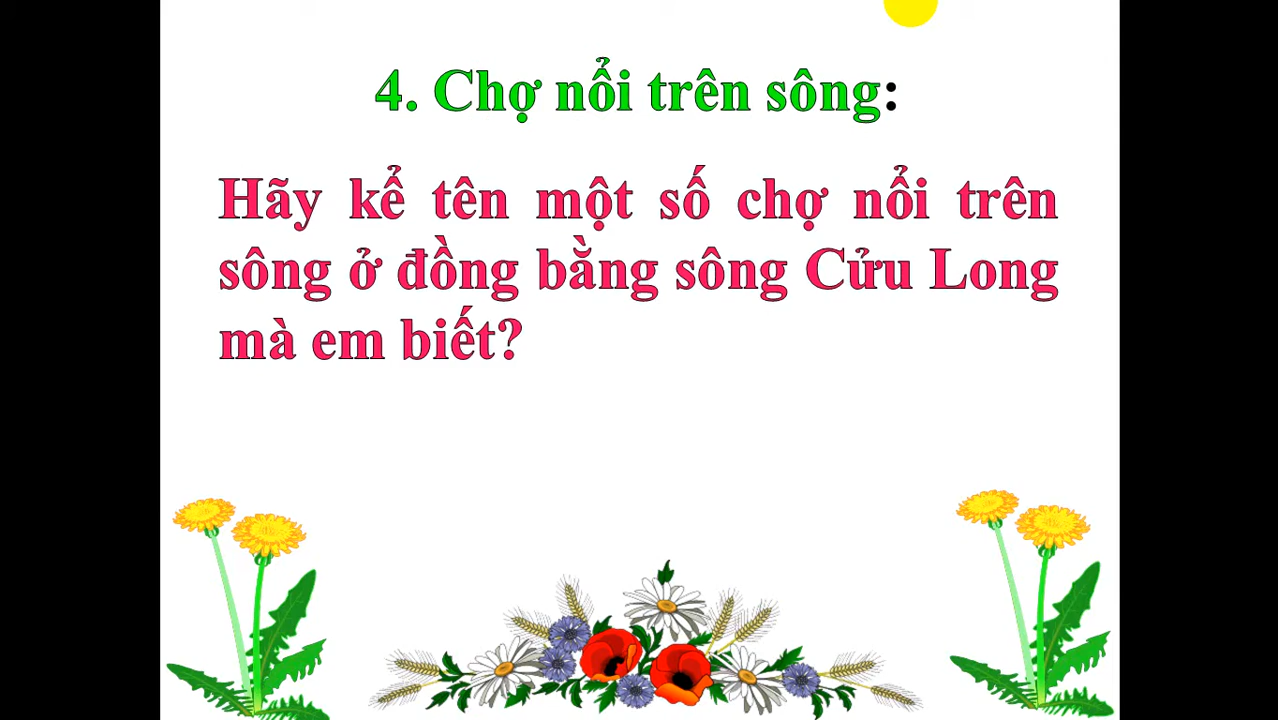 4. Chợ nổi trên sông:
Hãy kể tên một số chợ nổi trên
sông ở đồng bằng sông Cửu Long
mà em biết?